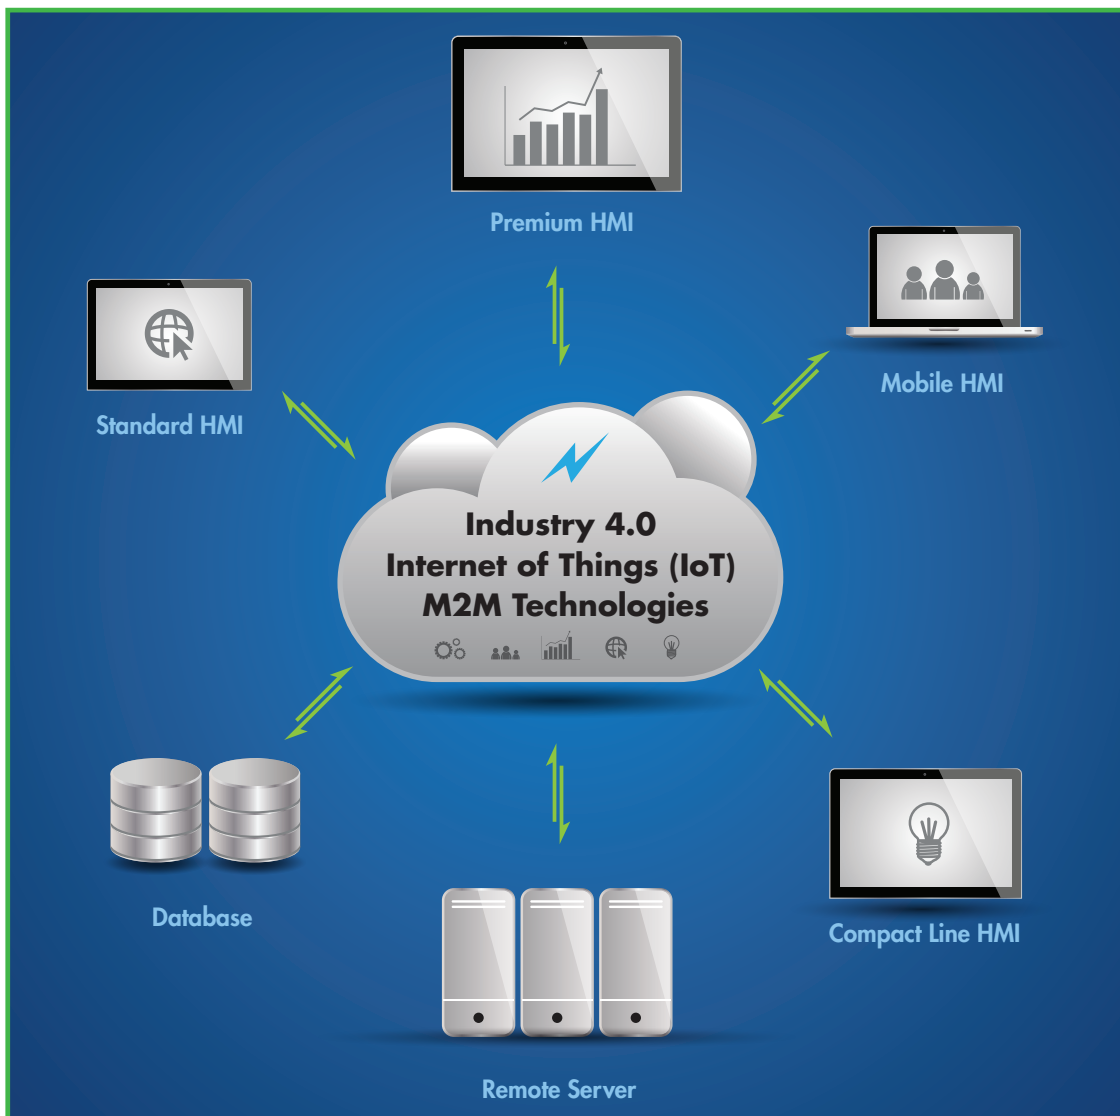 Premium HMI
Mobile HMI
Standard HMI
Industry 4.0
Internet of Things (IoT)
M2M Technologies
Database
Compact Line HMI
Remote Server